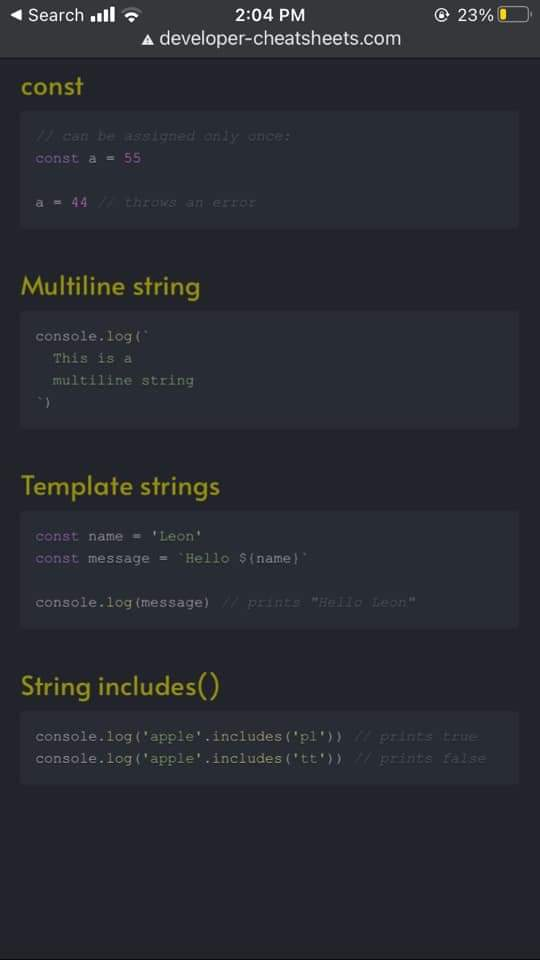 Search
2:04 PM
23%
developer-cheatsheets.com
const
// can be assigned only once:
const a = 55
a = 44 // throws an error
Multiline string
console.log(`
This is a
multiline string
`)
Template strings
const name = 'Leon'
const message = `Hello ${name}`
console.log(message) // prints "Hello Leon"
String includes()
console.log('apple'.includes('pl')) // prints true
console.log('apple'.includes('tt')) // prints false